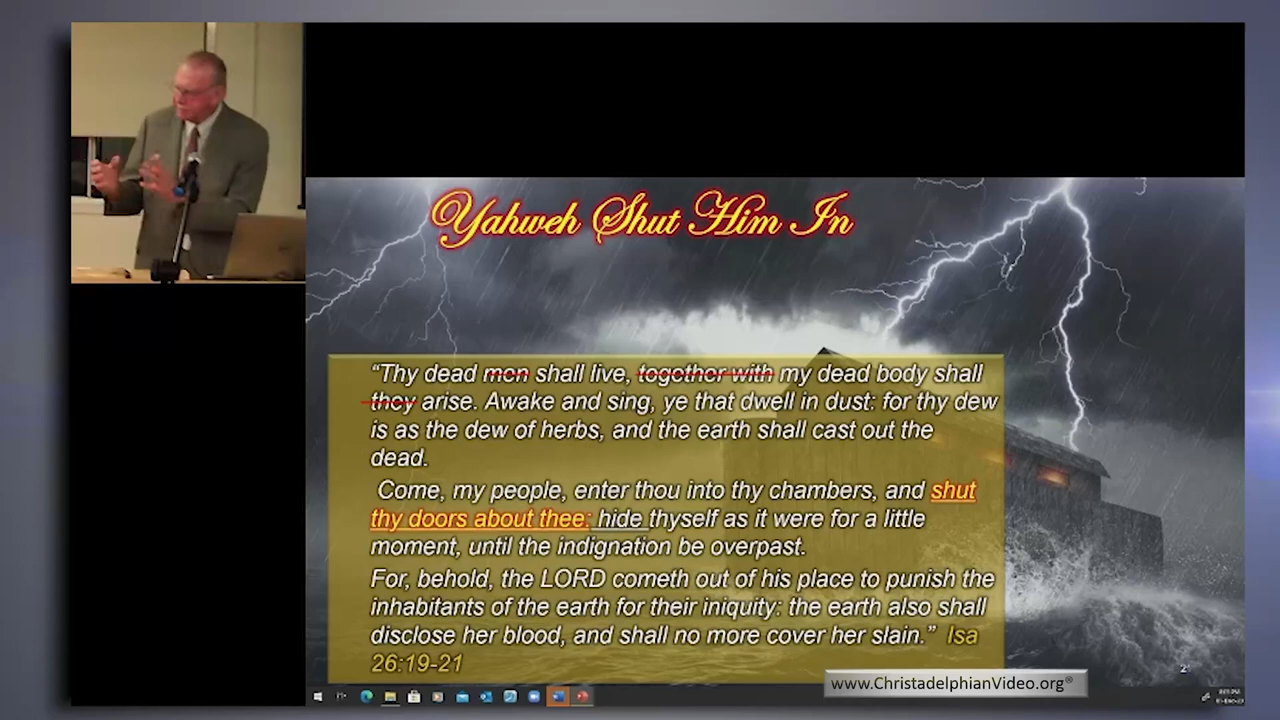 Yahweh Shut Him In
“Thy dead men shall live, together with my dead body shall
they arise. Awake and sing, ye that dwell in dust: for thy dew
is as the dew of herbs, and the earth shall cast out the
dead.
Come, my people, enter thou into thy chambers, and shut
thy doors about thee: hide thyself as it were for a little
moment, until the indignation be overpast.
For, behold, the LORD cometh out of his place to punish the
inhabitants of the earth for their iniquity: the earth also shall
disclose her blood, and shall no more cover her slain.” Isa
26:19-21
www.ChristadelphianVideo.org®